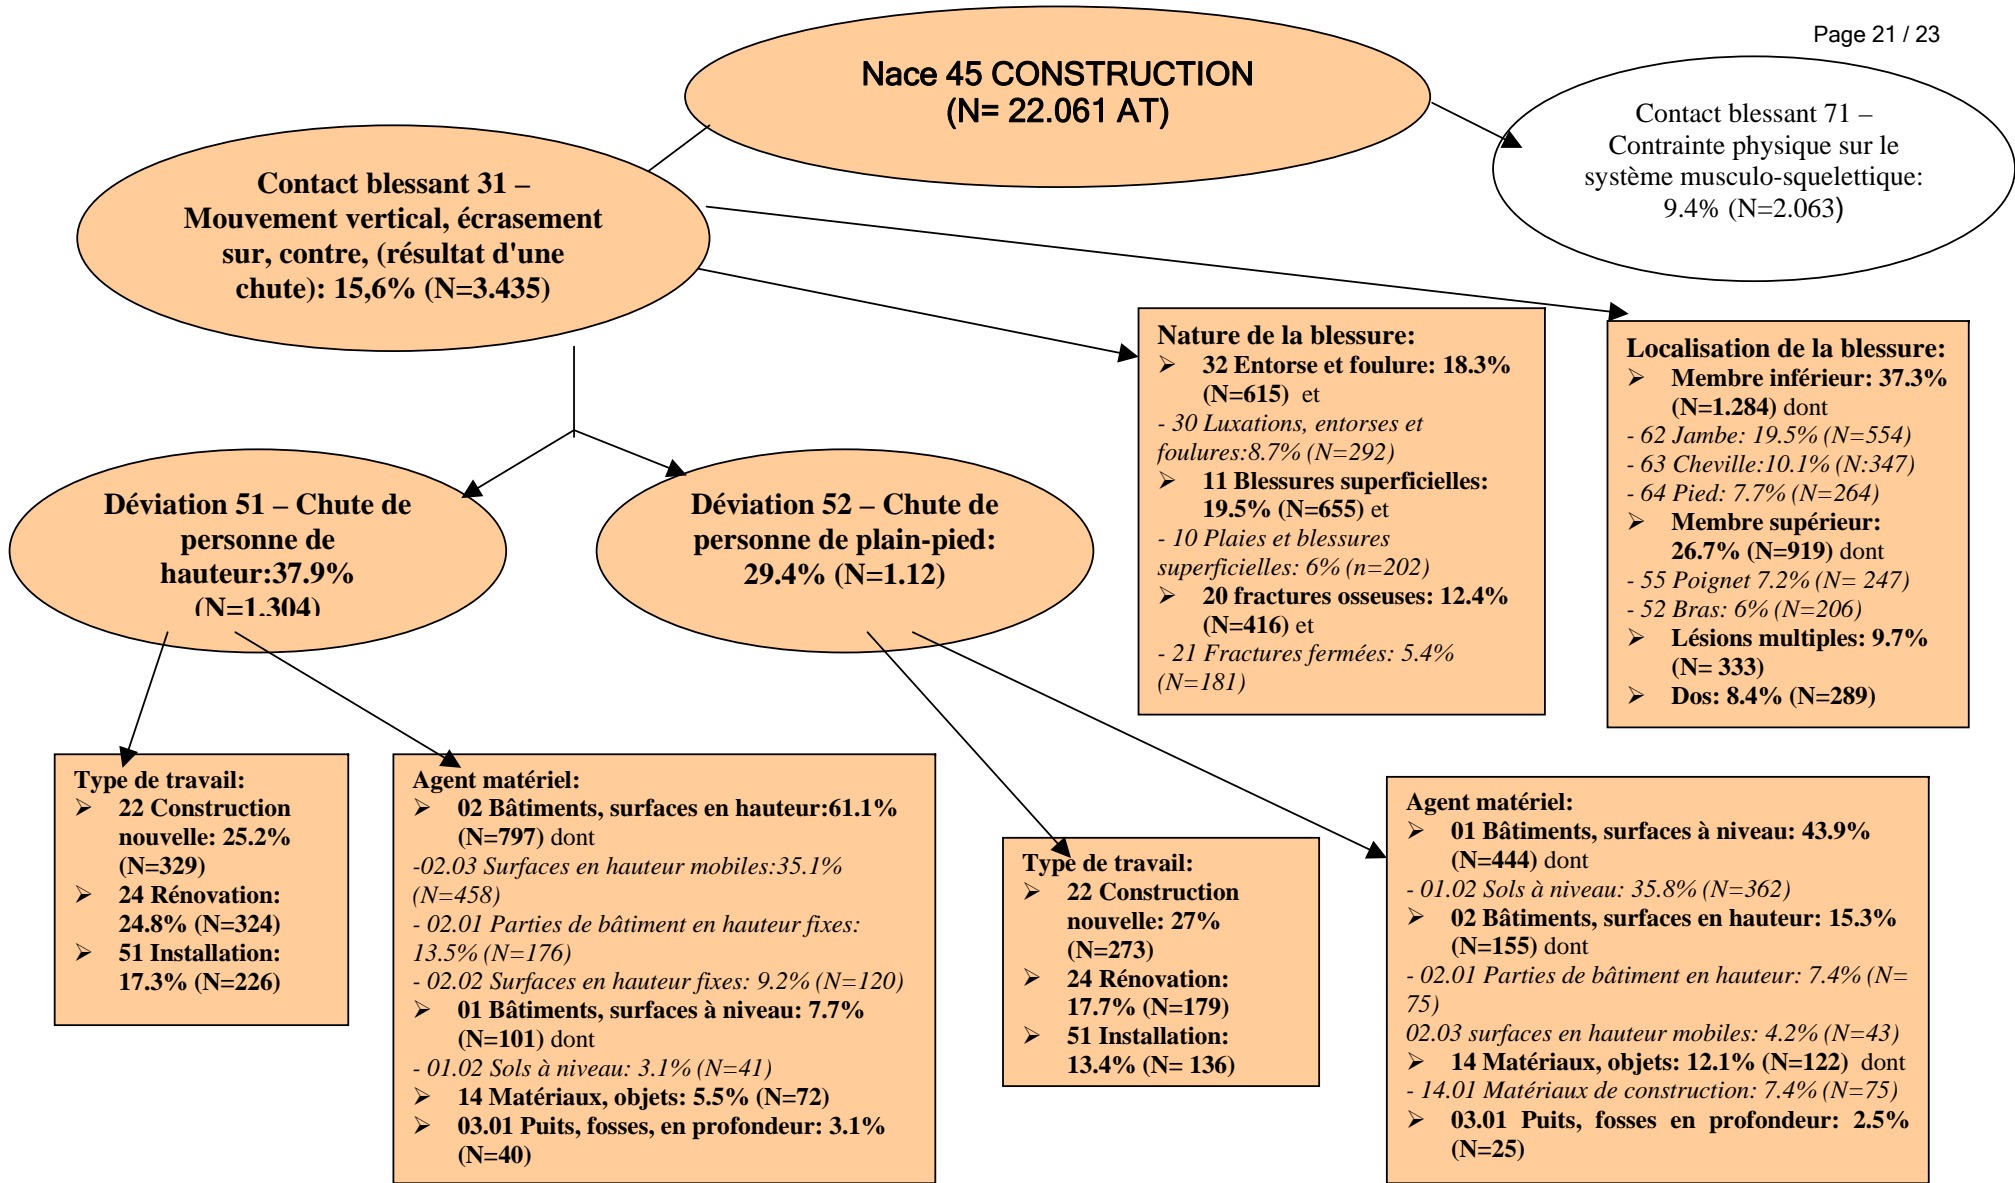 Page 21 / 23
Nace 45 CONSTRUCTION
(N= 22.061 AT)
Contact blessant 71 –
Contrainte physique sur le
système musculo-squelettique:
9.4% (N=2.063)
Contact blessant 31 –
Mouvement vertical, écrasement
sur, contre, (résultat d'une
chute): 15,6% (N=3.435)
Nature de la blessure:
➢ 32 Entorse et foulure: 18.3%
(N=615) et
- 30 Luxations, entorses et
foulures:8.7% (N=292)
➢ 11 Blessures superficielles:
19.5% (N=655) et
- 10 Plaies et blessures
superficielles: 6% (n=202)
➢ 20 fractures osseuses: 12.4%
(N=416) et
- 21 Fractures fermées: 5.4%
(N=181)
Localisation de la blessure:
➢ Membre inférieur: 37.3%
(N=1.284) dont
- 62 Jambe: 19.5% (N=554)
- 63 Cheville:10.1% (N:347)
- 64 Pied: 7.7% (N=264)
➢ Membre supérieur:
26.7% (N=919) dont
- 55 Poignet 7.2% (N= 247)
- 52 Bras: 6% (N=206)
➢ Lésions multiples: 9.7%
(N= 333)
➢ Dos: 8.4% (N=289)
Déviation 51 – Chute de
personne de
hauteur:37.9%
(N=1.304)
Déviation 52 – Chute de
personne de plain-pied:
29.4% (N=1.12)
Type de travail:
➢ 22 Construction
nouvelle: 25.2%
(N=329)
➢ 24 Rénovation:
24.8% (N=324)
➢ 51 Installation:
17.3% (N=226)
Agent matériel:
➢ 02 Bâtiments, surfaces en hauteur:61.1%
(N=797) dont
-02.03 Surfaces en hauteur mobiles:35.1%
(N=458)
- 02.01 Parties de bâtiment en hauteur fixes:
13.5% (N=176)
- 02.02 Surfaces en hauteur fixes: 9.2% (N=120)
➢ 01 Bâtiments, surfaces à niveau: 7.7%
(N=101) dont
- 01.02 Sols à niveau: 3.1% (N=41)
➢ 14 Matériaux, objets: 5.5% (N=72)
➢ 03.01 Puits, fosses, en profondeur: 3.1%
(N=40)
Type de travail:
➢ 22 Construction
nouvelle: 27%
(N=273)
➢ 24 Rénovation:
17.7% (N=179)
➢ 51 Installation:
13.4% (N= 136)
Agent matériel:
➢ 01 Bâtiments, surfaces à niveau: 43.9%
(N=444) dont
- 01.02 Sols à niveau: 35.8% (N=362)
➢ 02 Bâtiments, surfaces en hauteur: 15.3%
(N=155) dont
- 02.01 Parties de bâtiment en hauteur: 7.4% (N=
75)
02.03 surfaces en hauteur mobiles: 4.2% (N=43)
➢ 14 Matériaux, objets: 12.1% (N=122) dont
- 14.01 Matériaux de construction: 7.4% (N=75)
➢ 03.01 Puits, fosses en profondeur: 2.5%
(N=25)